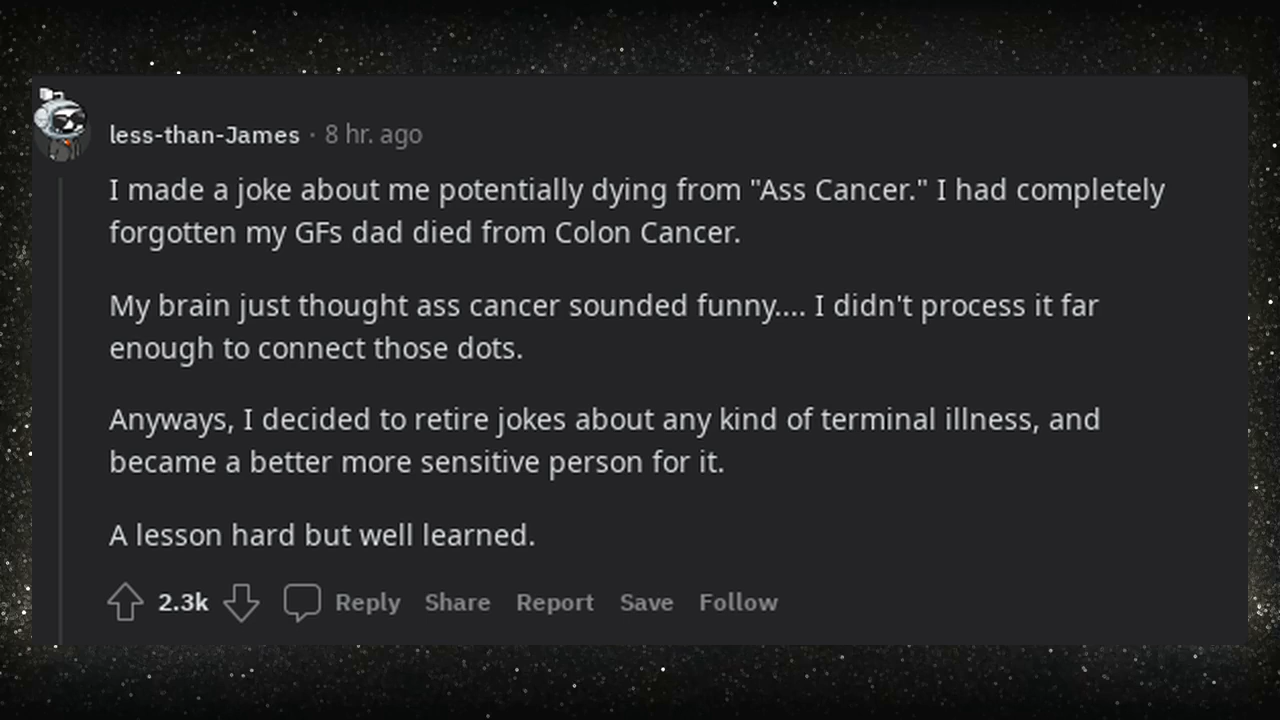 less-than-James · 8 hr. ago
I made a joke about me potentially dying from "Ass Cancer." I had completely
forgotten my GFs dad died from Colon Cancer.
My brain just thought ass cancer sounded funny.... I didn't process it far
enough to connect those dots.
Anyways, I decided to retire jokes about any kind of terminal illness, and
became a better more sensitive person for it.
A lesson hard but well learned.
2.3k Reply Share Report Save Follow